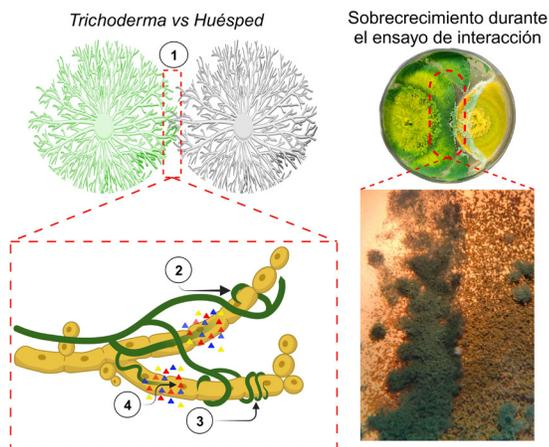 Trichoderma vs Huésped
1
Sobrecrecimiento durante
el ensayo de interacción
2
4
3